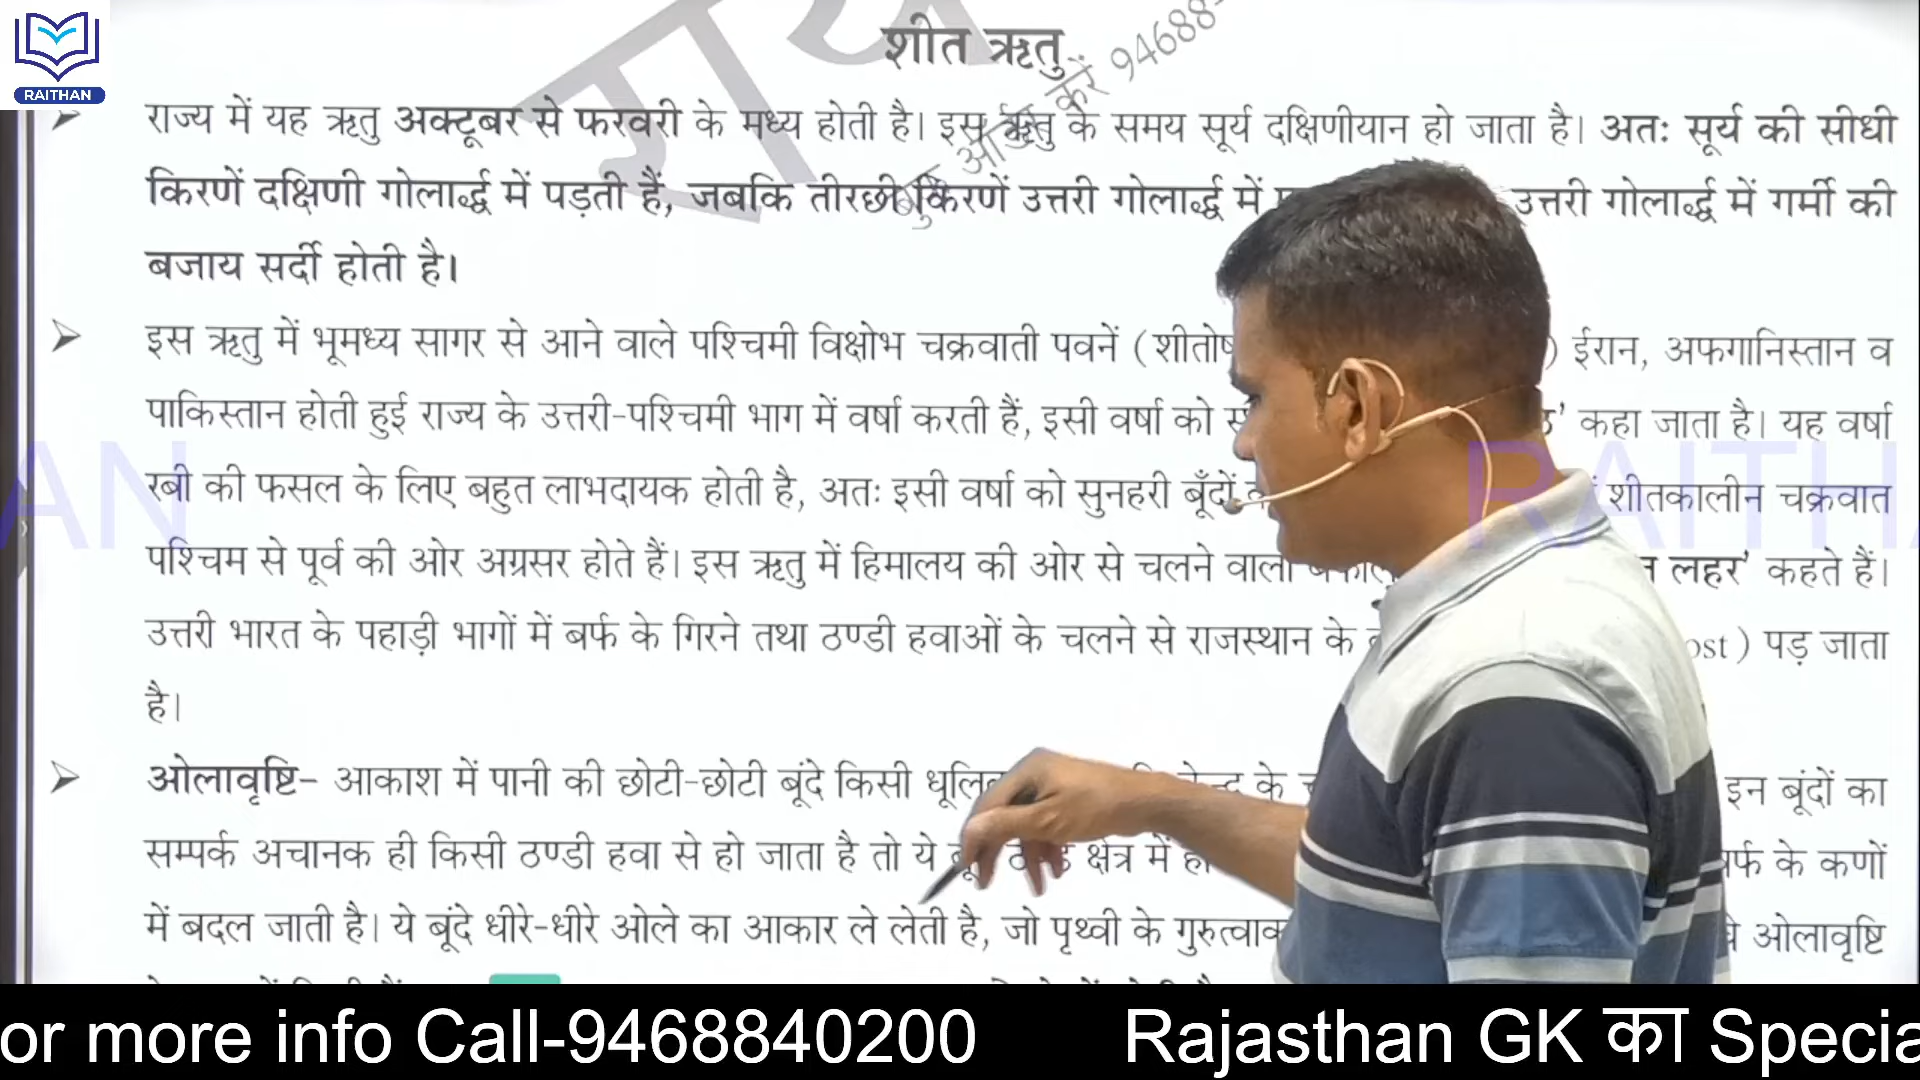 RAITHAN
शीत ऋतु
करें 94688-
राज्य में यह ऋतु अक्टूबर से फरवरी के मध्य होती है। इस ऋतु के समय सूर्य दक्षिणीयान हो जाता है। अतः सूर्य की सीधी
किरणें दक्षिणी गोलार्द्ध में पड़ती हैं, जबकि तीरछी किरणें उत्तरी गोलार्द्ध में उत्तरी गोलार्द्ध में गर्मी की
बजाय सर्दी होती है।
इस ऋतु में भूमध्य सागर से आने वाले पश्चिमी विक्षोभ चक्रवाती पवनें ( ) ईरान, अफगानिस्तान व
पाकिस्तान होती हुई राज्य के उत्तरी-पश्चिमी भाग में वर्षा करती हैं, इसी वर्षा को कहा जाता है। यह वर्षा
रबी की फसल के लिए बहुत लाभदायक होती है, अतः इसी वर्षा को सुनहरी बूँदों शीतकालीन चक्रवात
पश्चिम से पूर्व की ओर अग्रसर होते हैं। इस ऋतु में हिमालय की ओर से चलने वाली लहर' कहते हैं।
उत्तरी भारत के पहाड़ी भागों में बर्फ के गिरने तथा ठण्डी हवाओं के चलने से राजस्थान के ) पड़ जाता
है।
ओलावृष्टि- आकाश में पानी की छोटी-छोटी बूंदे किसी के इन बूंदों का
सम्पर्क अचानक ही किसी ठण्डी हवा से हो जाता है तो ये क्षेत्र में के कणों
में बदल जाती है। ये बूंदे धीरे-धीरे ओले का आकार ले लेती है, जो पृथ्वी के ओलावृष्टि
or more info Call-9468840200 Rajasthan GK का Specia